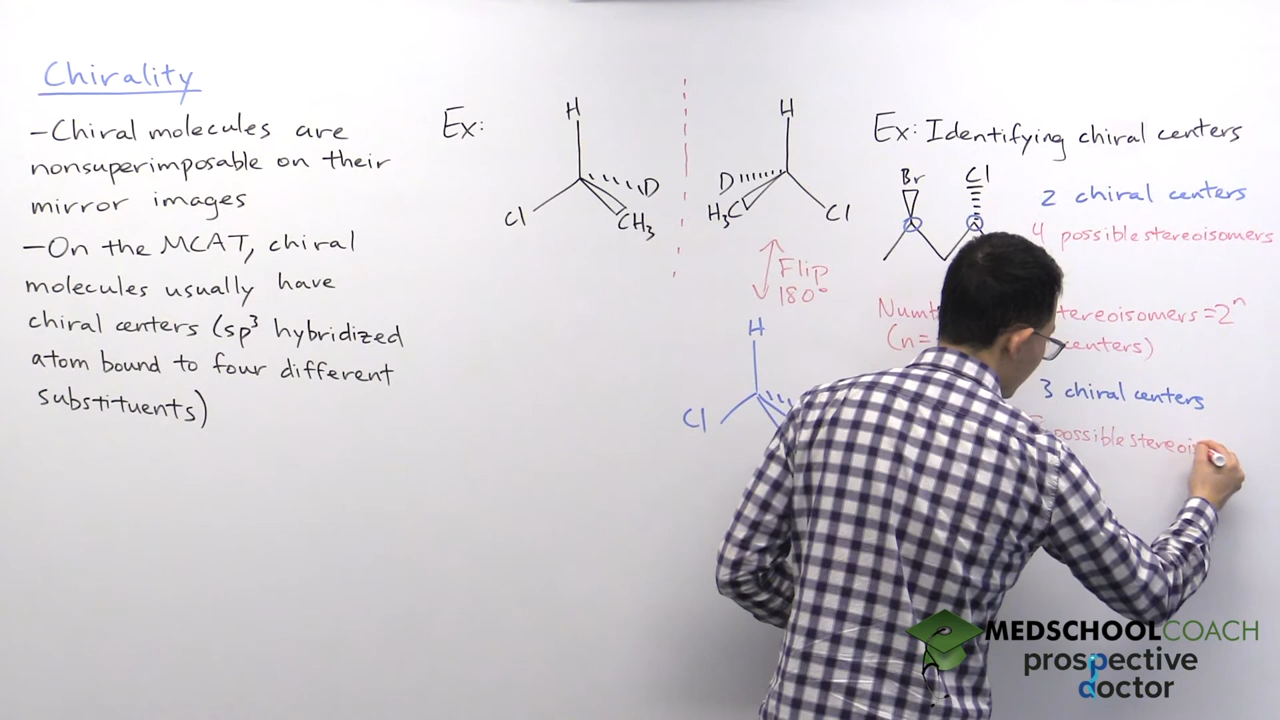 Chirality
-Chiral molecules are
nonsuperimposable on their
mirror images
-On the MCAT, chiral
molecules usually have
chiral centers (sp³ hybridized
atom bound to four different
substituents)
Ex:
H
D
CH₃
Cl
H
D
H₃C
Cl
Flip
180°
H
Cl
Ex: Identifying chiral centers
Br
Cl
2 chiral centers
4 possible stereoisomers
tereoisomers = 2ⁿ
(n= centers)
3 chiral centers
possible stereois
MEDSCHOOLCOACH
prospective
doctor